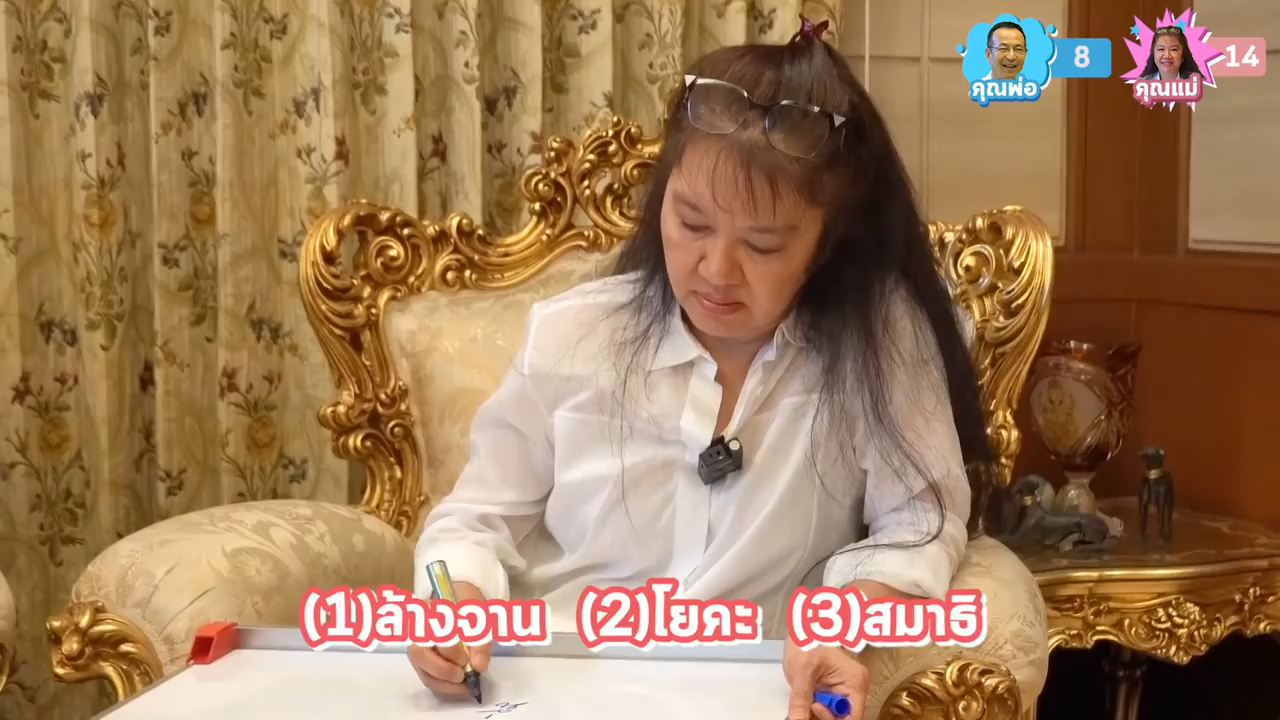 8
14
คุณพ่อ
คุณแม่
(1)ล้างจาน (2)โยคะ (3)สมาธิ